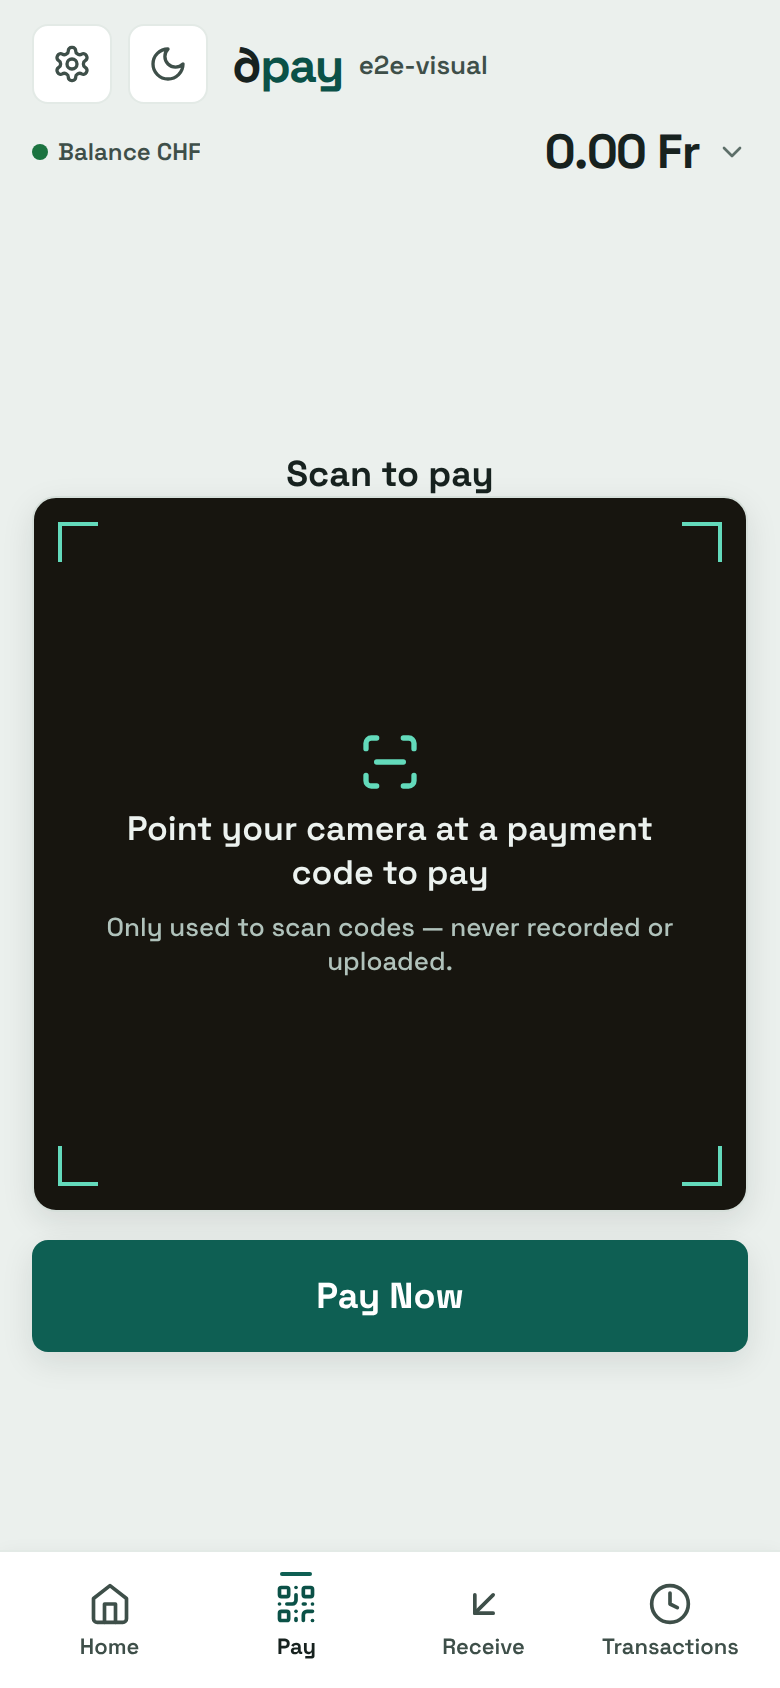 ∂pay e2e-visual
Balance CHF
0.00 Fr
Scan to pay
Point your camera at a payment
code to pay
Only used to scan codes — never recorded or
uploaded.
Pay Now
Home
Pay
Receive
Transactions